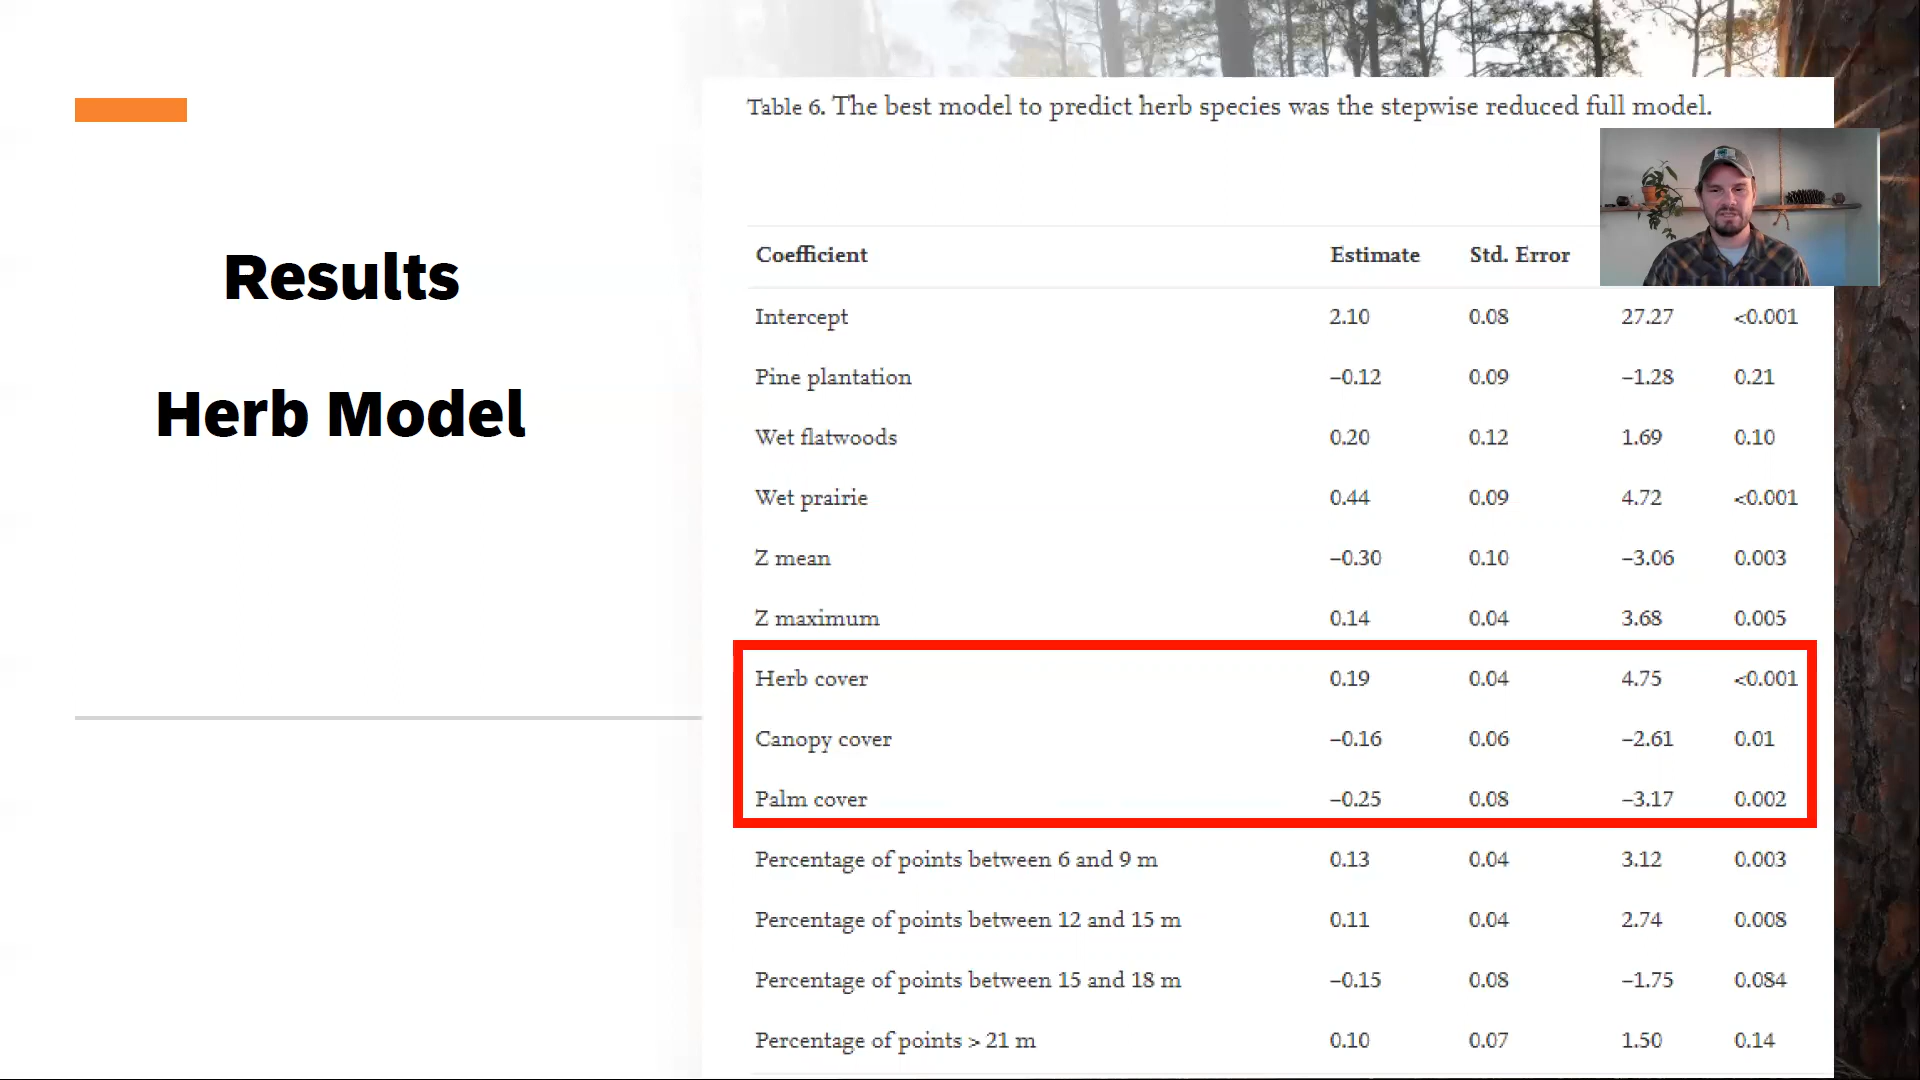 Results
Herb Model
Table 6. The best model to predict herb species was the stepwise reduced full model.
Coefficient Estimate Std. Error
Intercept 2.10 0.08 27.27 <0.001
Pine plantation −0.12 0.09 −1.28 0.21
Wet flatwoods 0.20 0.12 1.69 0.10
Wet prairie 0.44 0.09 4.72 <0.001
Z mean −0.30 0.10 −3.06 0.003
Z maximum 0.14 0.04 3.68 0.005
Herb cover 0.19 0.04 4.75 <0.001
Canopy cover −0.16 0.06 −2.61 0.01
Palm cover −0.25 0.08 −3.17 0.002
Percentage of points between 6 and 9 m 0.13 0.04 3.12 0.003
Percentage of points between 12 and 15 m 0.11 0.04 2.74 0.008
Percentage of points between 15 and 18 m −0.15 0.08 −1.75 0.084
Percentage of points > 21 m 0.10 0.07 1.50 0.14